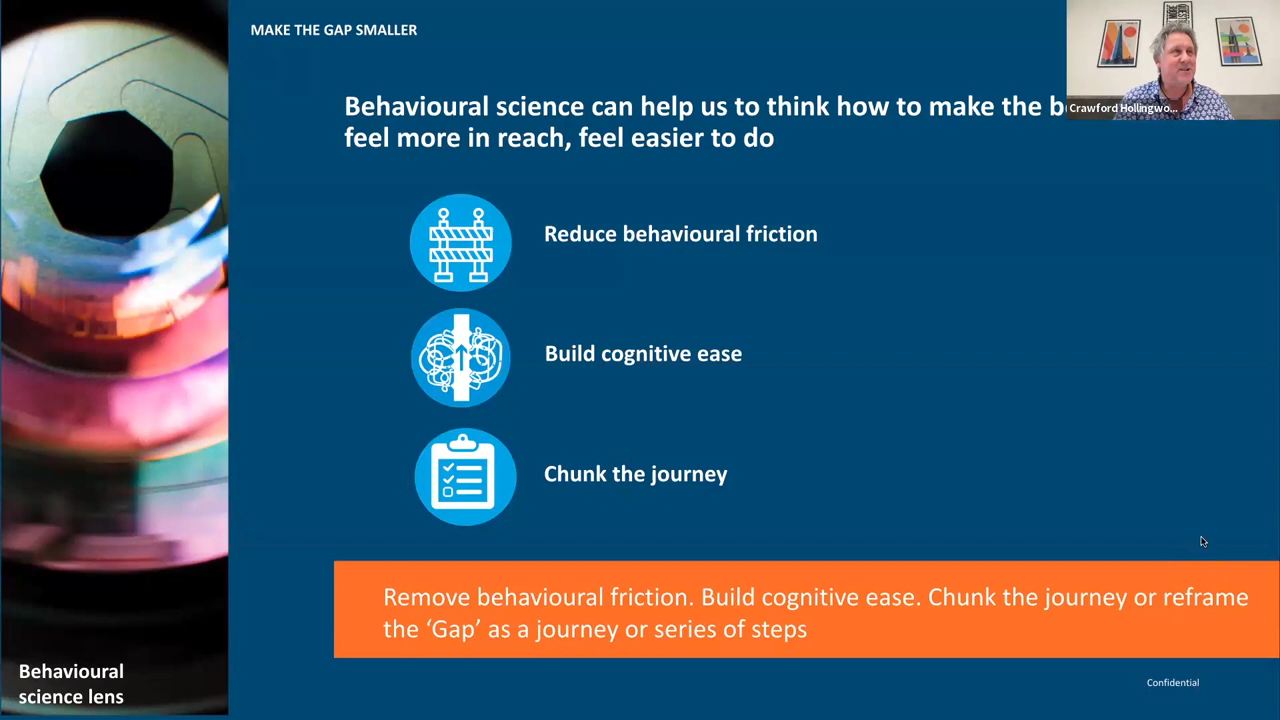 MAKE THE GAP SMALLER
Behavioural science can help us to think how to make the
feel more in reach, feel easier to do
Crawford Hollingwo...
Reduce behavioural friction
Build cognitive ease
Chunk the journey
Remove behavioural friction. Build cognitive ease. Chunk the journey or reframe
the ‘Gap’ as a journey or series of steps
Behavioural
science lens
Confidential